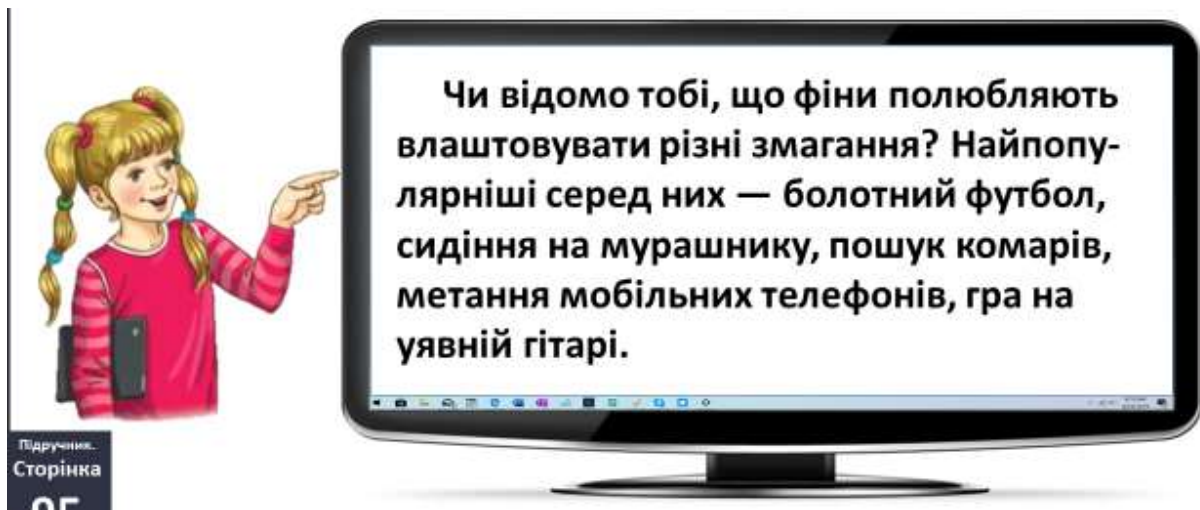 Чи відомо тобі, що фіни полюбляють
влаштовувати різні змагання? Найпопу-
лярніші серед них — болотний футбол,
сидіння на мурашнику, пошук комарів,
метання мобільних телефонів, гра на
уявній гітарі.
Підручник.
Сторінка